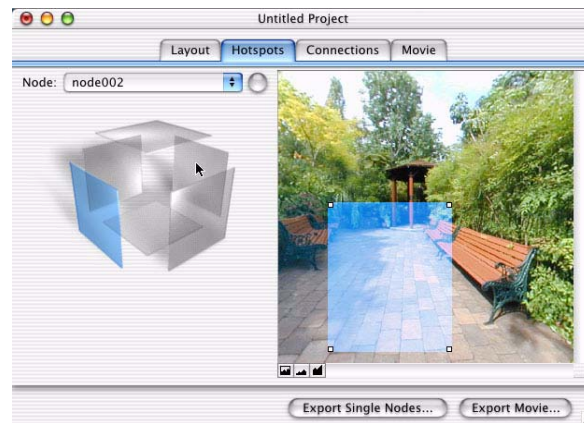 Untitled Project
Layout Hotspots Connections Movie
Node: node002
Export Single Nodes... Export Movie...